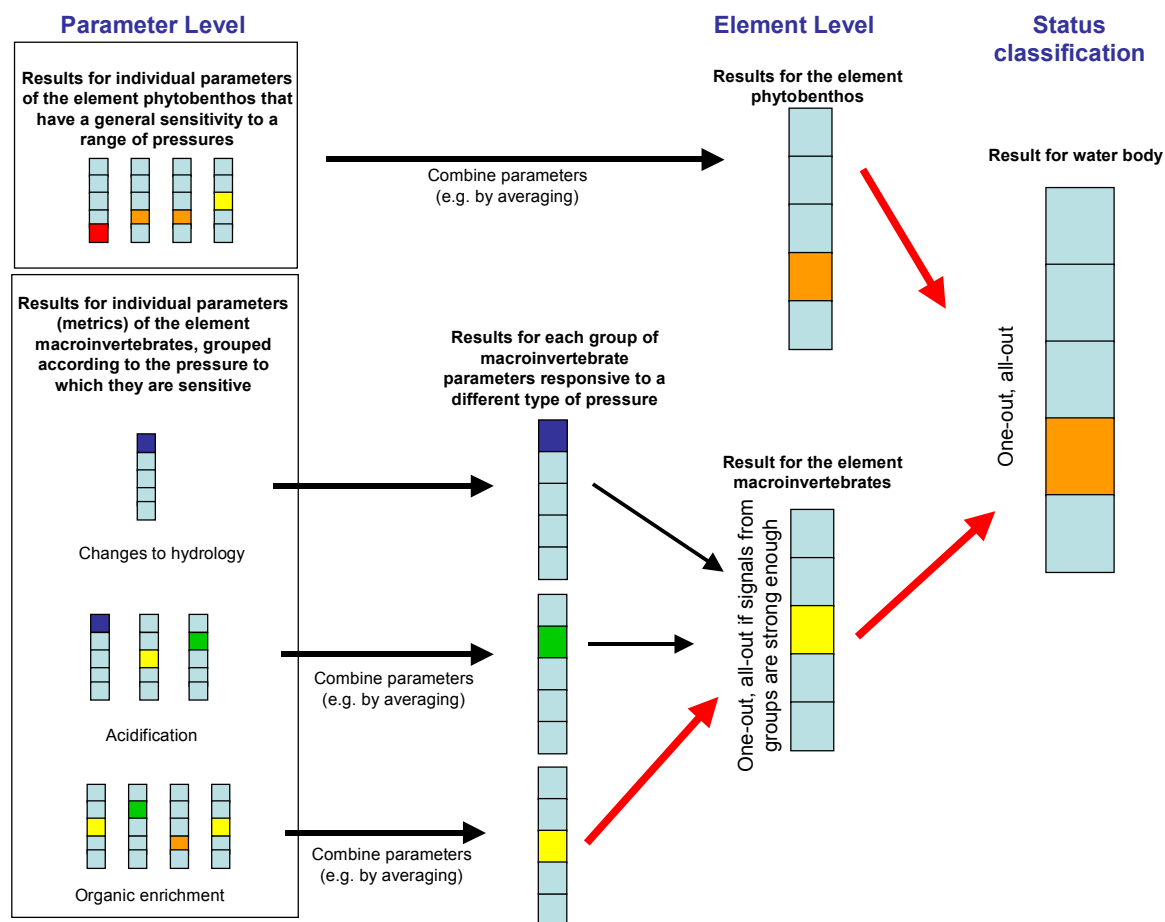 Parameter Level
Element Level
Status
classification
Results for individual parameters
of the element phytobenthos that
have a general sensitivity to a
range of pressures
Combine parameters
(e.g. by averaging)
Results for the element
phytobenthos
Result for water body
One-out, all-out
Results for individual parameters
(metrics) of the element
macroinvertebrates, grouped
according to the pressure to
which they are sensitive
Results for each group of
macroinvertebrate
parameters responsive to a
different type of pressure
Result for the element
macroinvertebrates
One-out, all-out if signals from
groups are strong enough
Changes to hydrology
Combine parameters
(e.g. by averaging)
Acidification
Combine parameters
(e.g. by averaging)
Organic enrichment